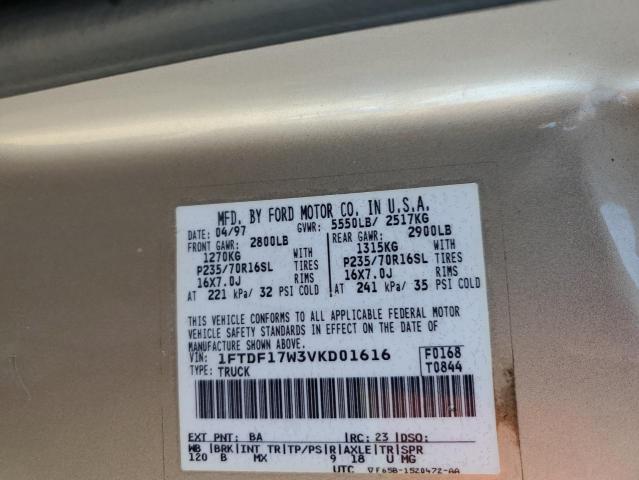 MFD. BY FORD MOTOR CO. IN U.S.A.
DATE: 04/97 GVWR: 5550LB/ 2517KG
FRONT GAWR: 2800LB REAR GAWR: 2900LB
1270KG WITH 1315KG WITH
P235/70R16SL TIRES P235/70R16SL TIRES
16X7.0J RIMS 16X7.0J RIMS
AT 221 kPa/ 32 PSI COLD AT 241 kPa/ 35 PSI COLD
THIS VEHICLE CONFORMS TO ALL APPLICABLE FEDERAL MOTOR
VEHICLE SAFETY STANDARDS IN EFFECT ON THE DATE OF
MANUFACTURE SHOWN ABOVE.
VIN: 1FTDF17W3VKD01616 F0168
TYPE: TRUCK T0844
EXT PNT: BA RC: 23 DSO:
WB BRK INT TR TP/PS R AXLE TR SPR
120 B MX 9 18 U MG
UTC F65B-1520472-AA